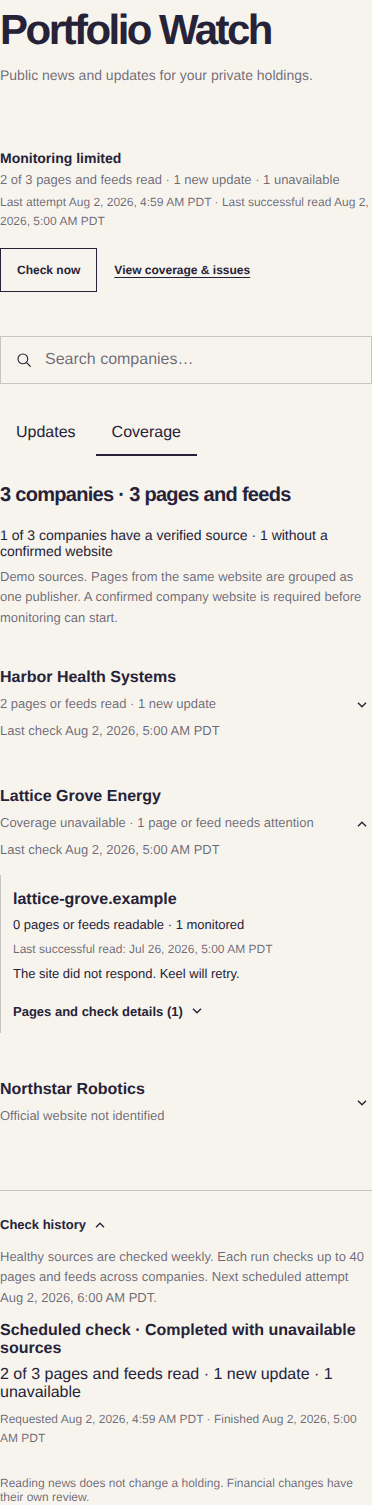 Portfolio Watch
Public news and updates for your private holdings.
Monitoring limited
2 of 3 pages and feeds read · 1 new update · 1 unavailable
Last attempt Aug 2, 2026, 4:59 AM PDT · Last successful read Aug 2,
2026, 5:00 AM PDT
Check now
View coverage & issues
Search companies…
Updates
Coverage
3 companies · 3 pages and feeds
1 of 3 companies have a verified source · 1 without a
confirmed website
Demo sources. Pages from the same website are grouped as
one publisher. A confirmed company website is required before
monitoring can start.
Harbor Health Systems
2 pages or feeds read · 1 new update
Last check Aug 2, 2026, 5:00 AM PDT
Lattice Grove Energy
Coverage unavailable · 1 page or feed needs attention
Last check Aug 2, 2026, 5:00 AM PDT
lattice-grove.example
0 pages or feeds readable · 1 monitored
Last successful read: Jul 26, 2026, 5:00 AM PDT
The site did not respond. Keel will retry.
Pages and check details (1)
Northstar Robotics
Official website not identified
Check history
Healthy sources are checked weekly. Each run checks up to 40
pages and feeds across companies. Next scheduled attempt
Aug 2, 2026, 6:00 AM PDT.
Scheduled check · Completed with unavailable
sources
2 of 3 pages and feeds read · 1 new update · 1
unavailable
Requested Aug 2, 2026, 4:59 AM PDT · Finished Aug 2, 2026, 5:00
AM PDT
Reading news does not change a holding. Financial changes have
their own review.